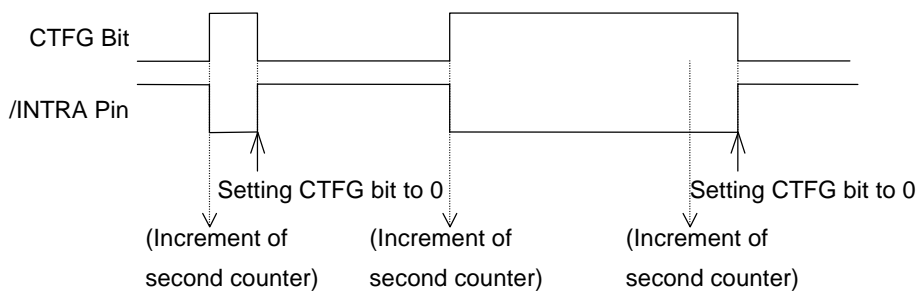 CTFG Bit
/INTRA Pin
Setting CTFG bit to 0
Setting CTFG bit to 0
(Increment of
second counter)
(Increment of
second counter)
(Increment of
second counter)